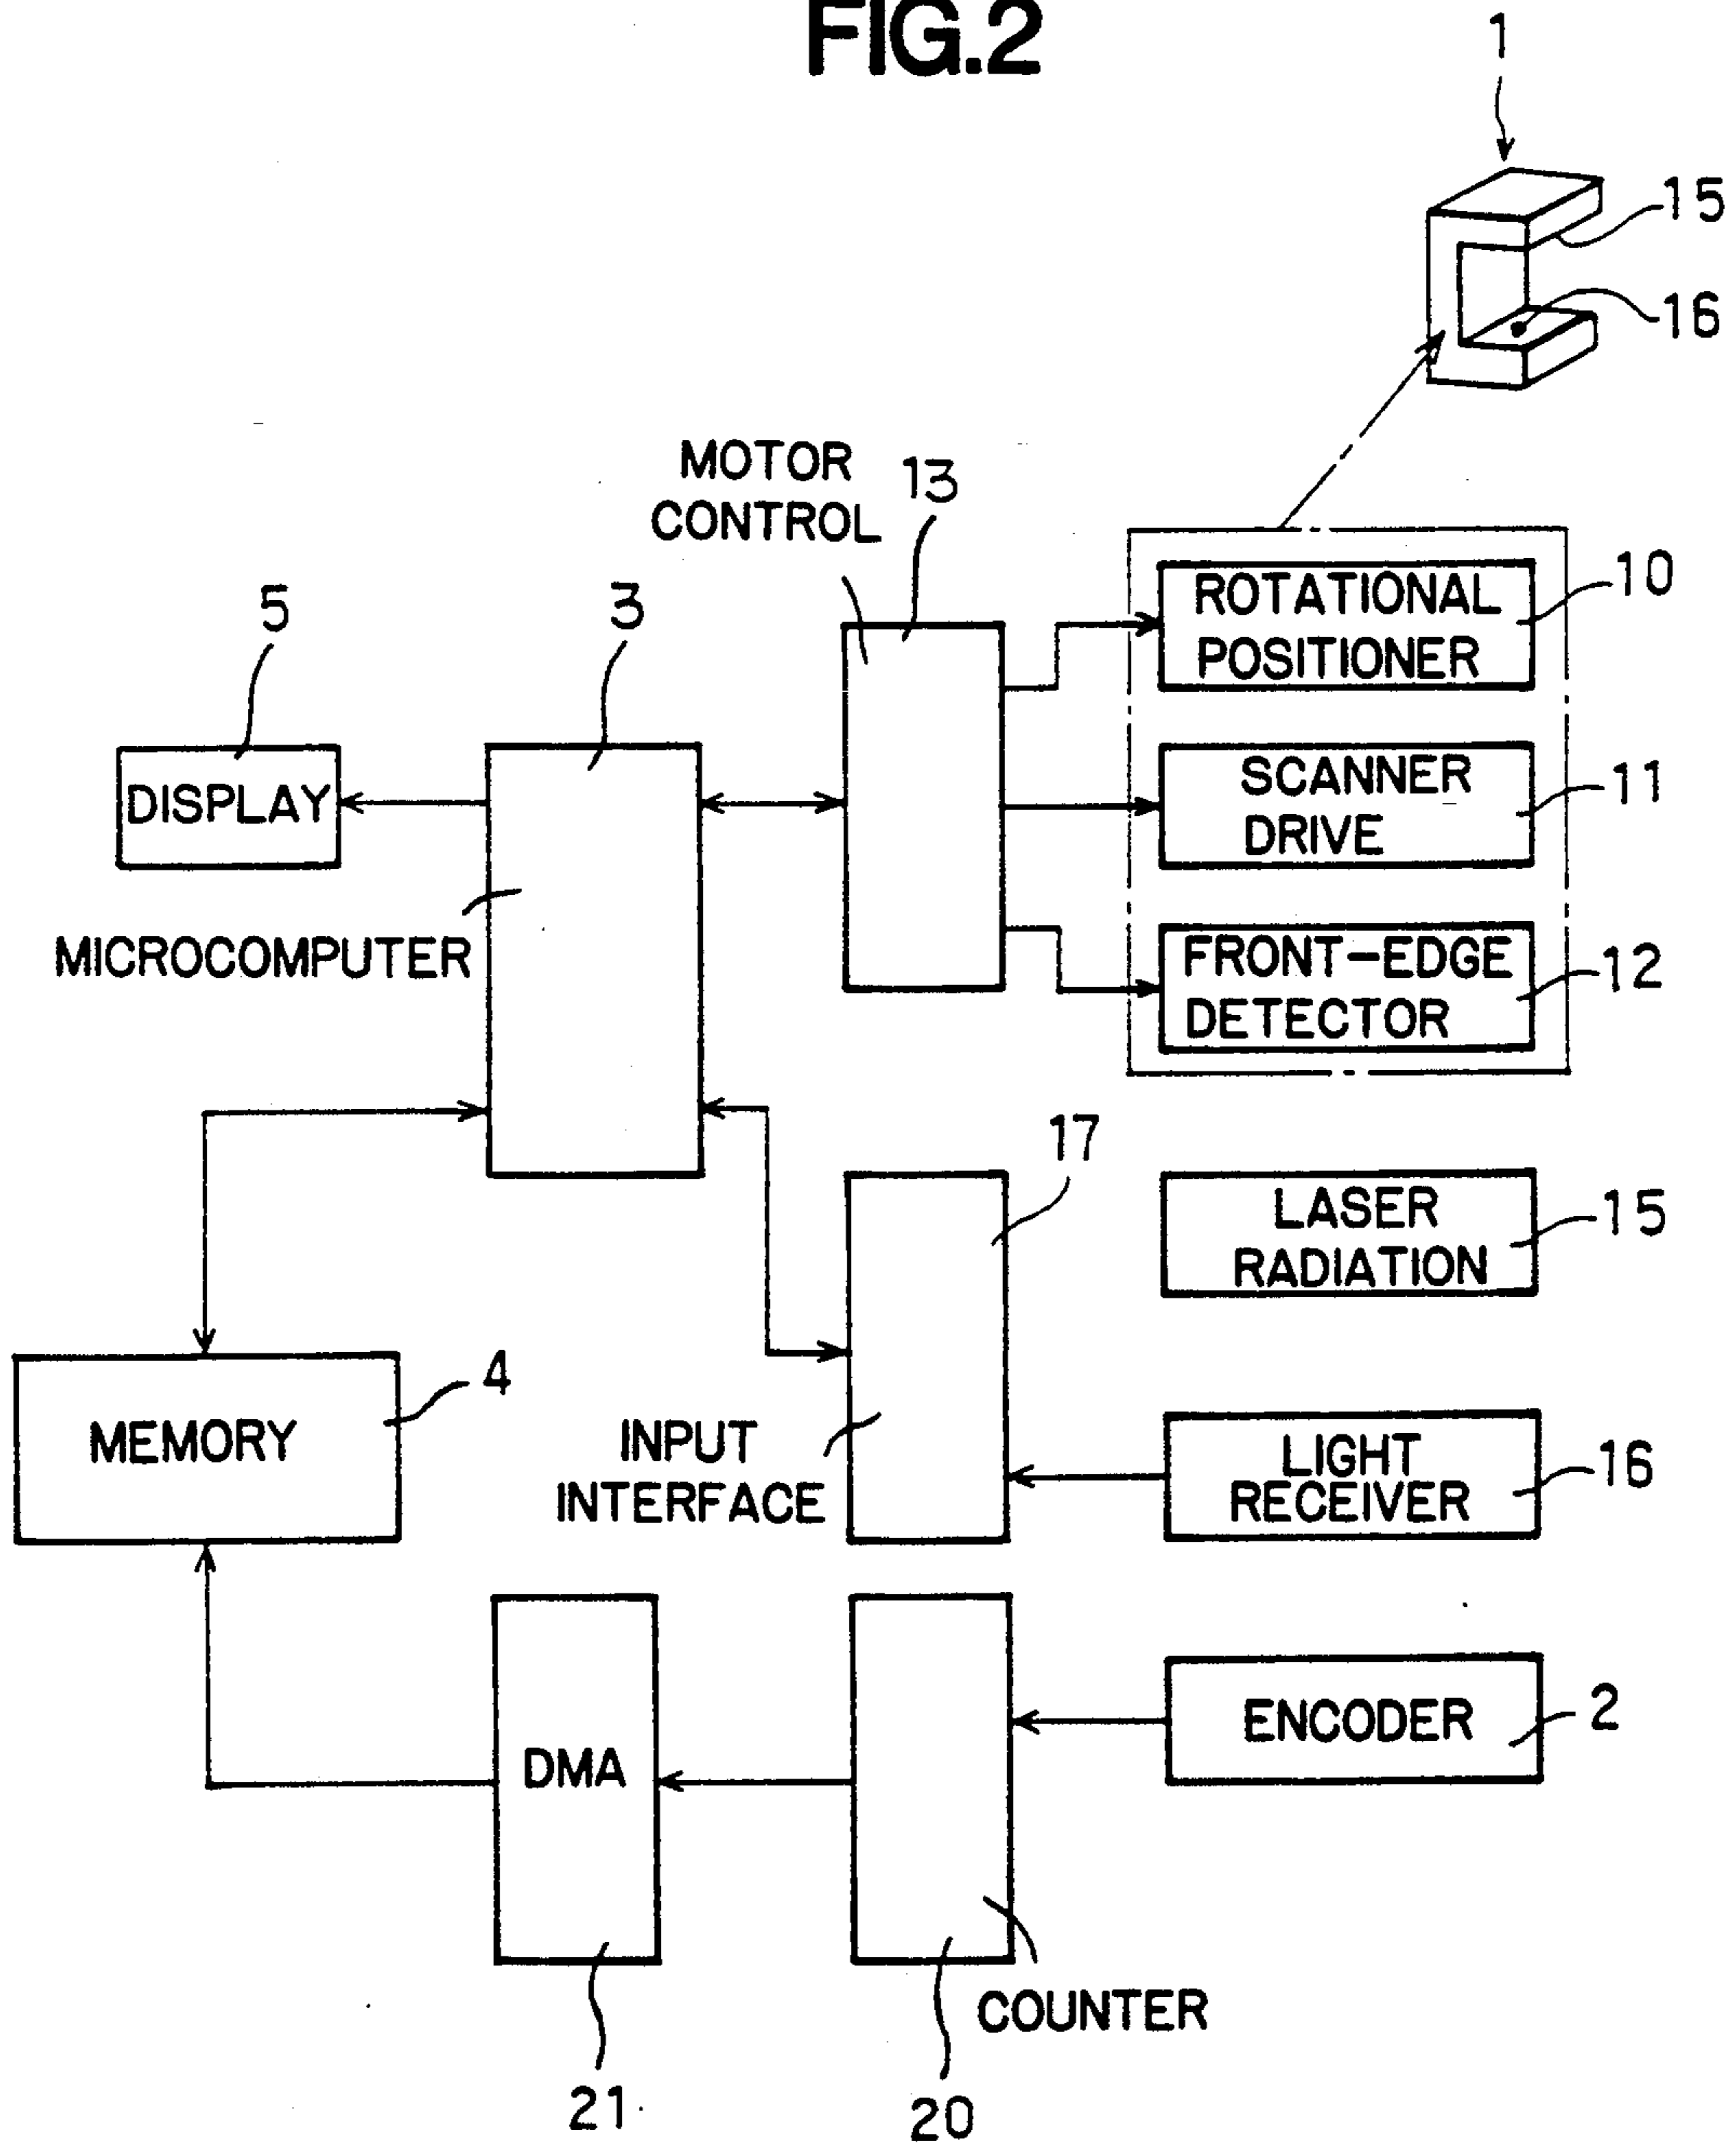 FIG.2
1
15
16
MOTOR
CONTROL
13
5
3
ROTATIONAL
POSITIONER
10
DISPLAY
SCANNER
DRIVE
11
MICROCOMPUTER
FRONT-EDGE
DETECTOR
12
17
LASER
RADIATION
15
4
MEMORY
INPUT
INTERFACE
LIGHT
RECEIVER
16
DMA
ENCODER
2
COUNTER
21
20